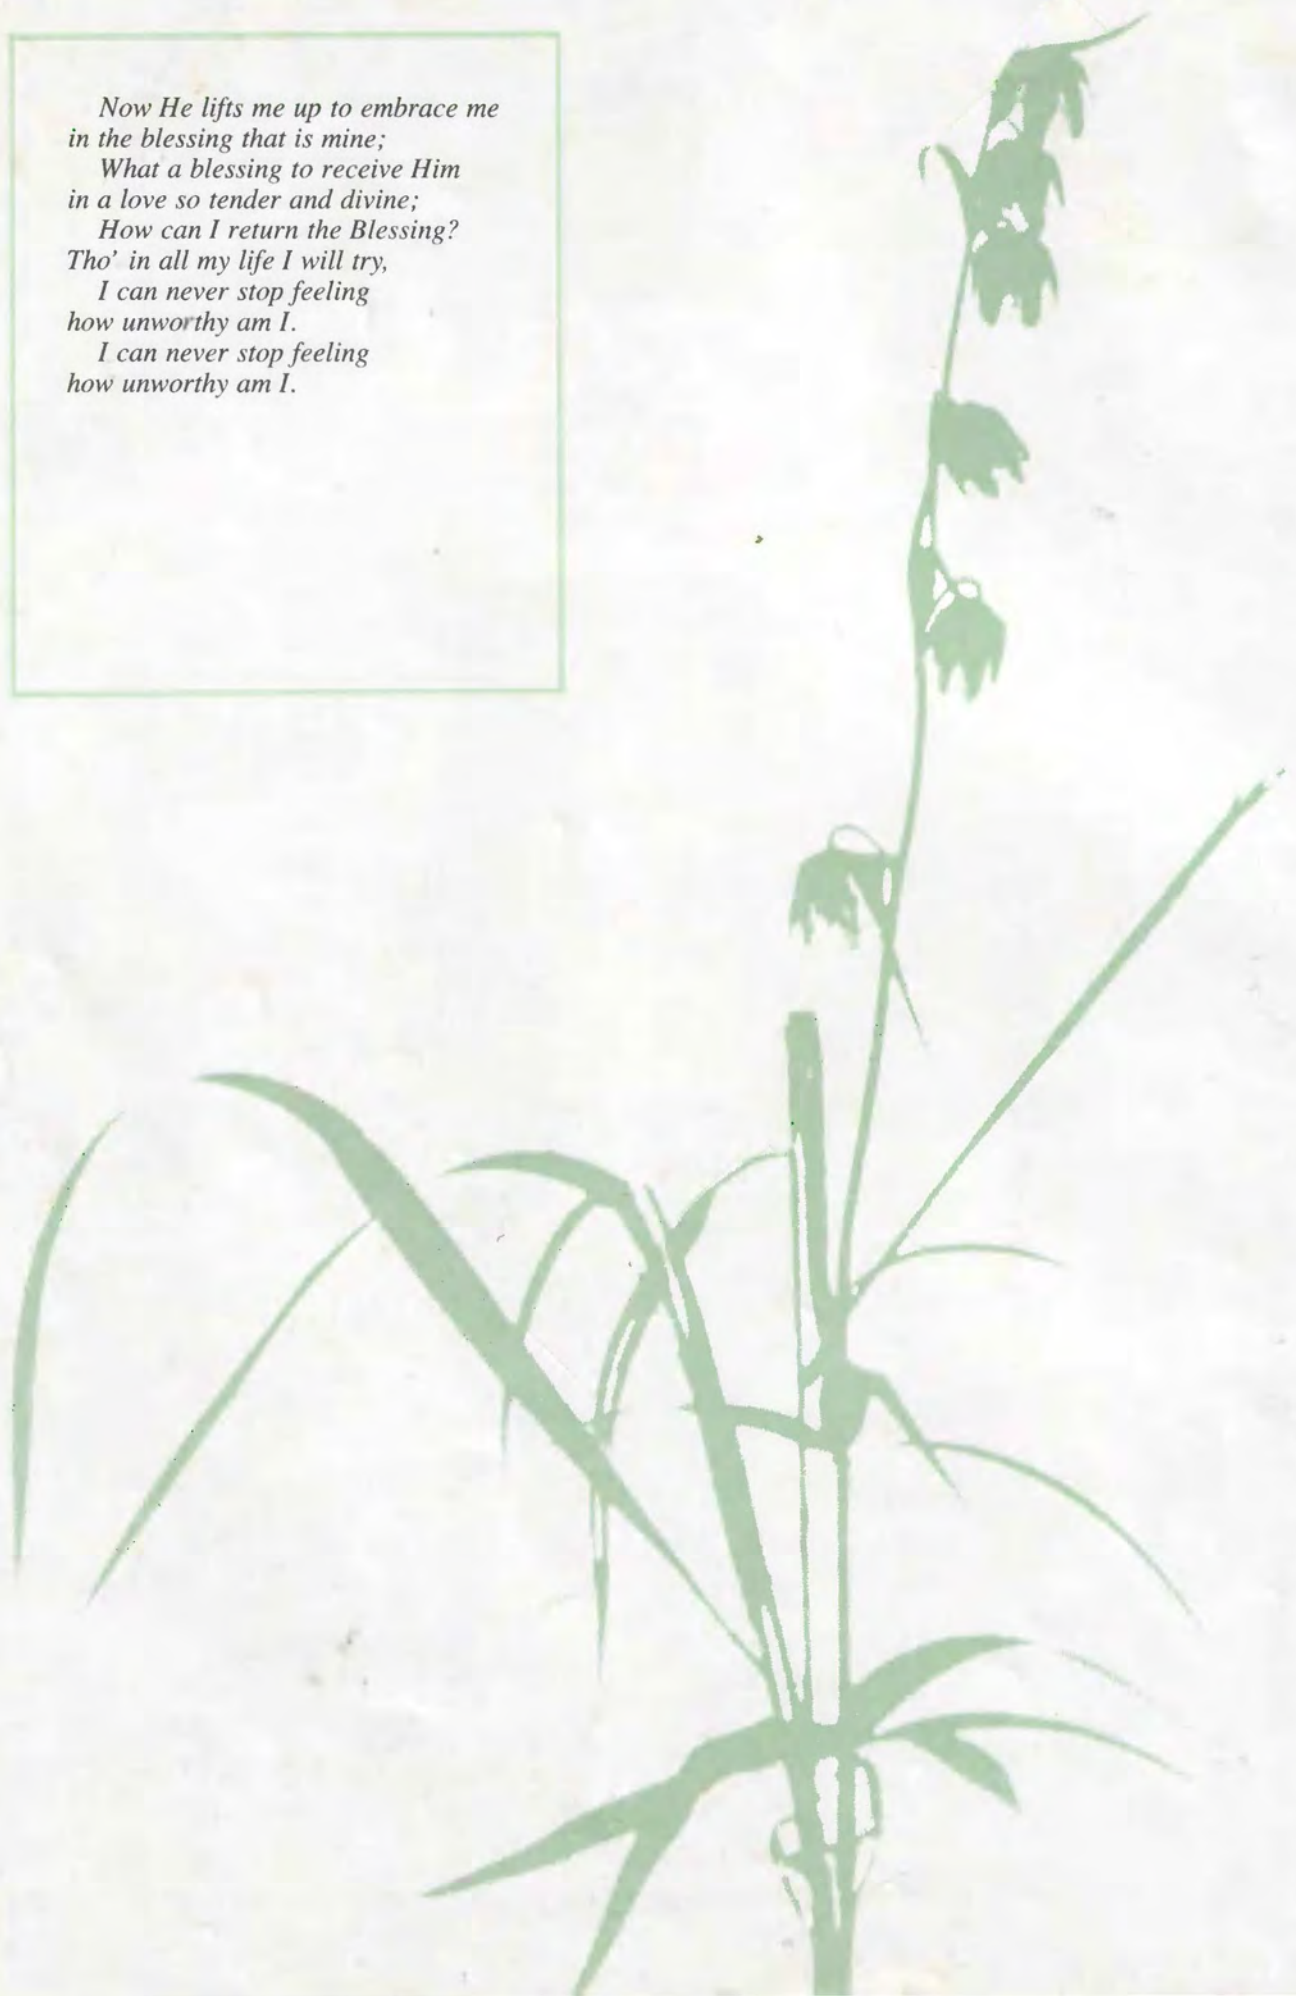 Now He lifts me up to embrace me
in the blessing that is mine;
What a blessing to receive Him
in a love so tender and divine;
How can I return the Blessing?
Tho' in all my life I will try,
I can never stop feeling
how unworthy am I.
I can never stop feeling
how unworthy am I.